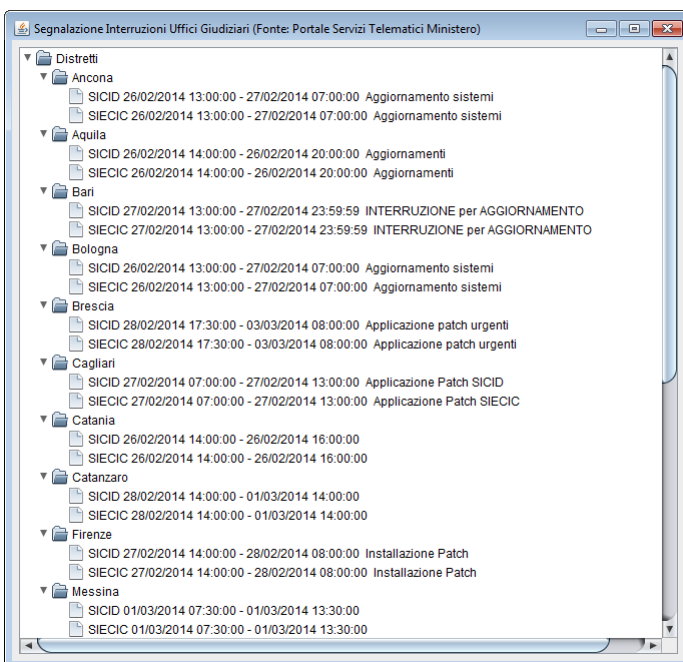 Segnalazione Interruzioni Uffici Giudiziari (Fonte: Portale Servizi Telematici Ministero)
Distretti
Ancona
SICID 26/02/2014 13:00:00 - 27/02/2014 07:00:00 Aggiornamento sistemi
SIECIC 26/02/2014 13:00:00 - 27/02/2014 07:00:00 Aggiornamento sistemi
Aquila
SICID 26/02/2014 14:00:00 - 26/02/2014 20:00:00 Aggiornamenti
SIECIC 26/02/2014 14:00:00 - 26/02/2014 20:00:00 Aggiornamenti
Bari
SICID 27/02/2014 13:00:00 - 27/02/2014 23:59:59 INTERRUZIONE per AGGIORNAMENTO
SIECIC 27/02/2014 13:00:00 - 27/02/2014 23:59:59 INTERRUZIONE per AGGIORNAMENTO
Bologna
SICID 26/02/2014 13:00:00 - 27/02/2014 07:00:00 Aggiornamento sistemi
SIECIC 26/02/2014 13:00:00 - 27/02/2014 07:00:00 Aggiornamento sistemi
Brescia
SICID 28/02/2014 17:30:00 - 03/03/2014 08:00:00 Applicazione patch urgenti
SIECIC 28/02/2014 17:30:00 - 03/03/2014 08:00:00 Applicazione patch urgenti
Cagliari
SICID 27/02/2014 07:00:00 - 27/02/2014 13:00:00 Applicazione Patch SICID
SIECIC 27/02/2014 07:00:00 - 27/02/2014 13:00:00 Applicazione Patch SIECIC
Catania
SICID 26/02/2014 14:00:00 - 26/02/2014 16:00:00
SIECIC 26/02/2014 14:00:00 - 26/02/2014 16:00:00
Catanzaro
SICID 28/02/2014 14:00:00 - 01/03/2014 14:00:00
SIECIC 28/02/2014 14:00:00 - 01/03/2014 14:00:00
Firenze
SICID 27/02/2014 14:00:00 - 28/02/2014 08:00:00 Installazione Patch
SIECIC 27/02/2014 14:00:00 - 28/02/2014 08:00:00 Installazione Patch
Messina
SICID 01/03/2014 07:30:00 - 01/03/2014 13:30:00
SIECIC 01/03/2014 07:30:00 - 01/03/2014 13:30:00